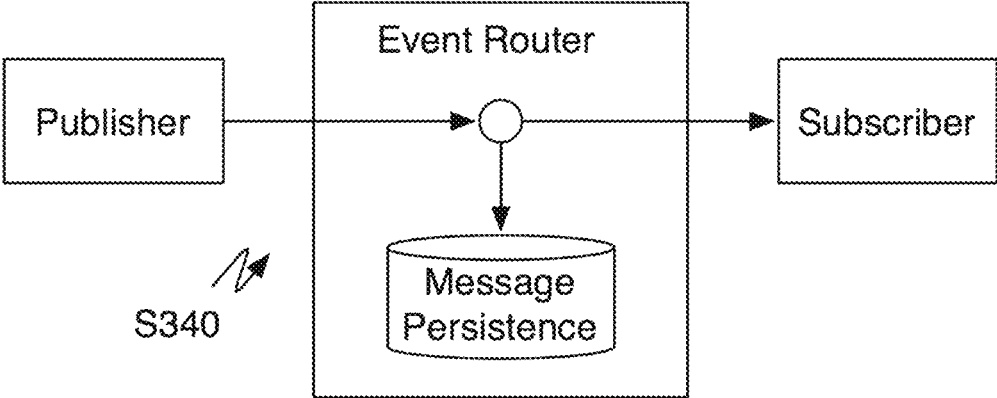 Event Router
Publisher
Subscriber
Message
Persistence
S340